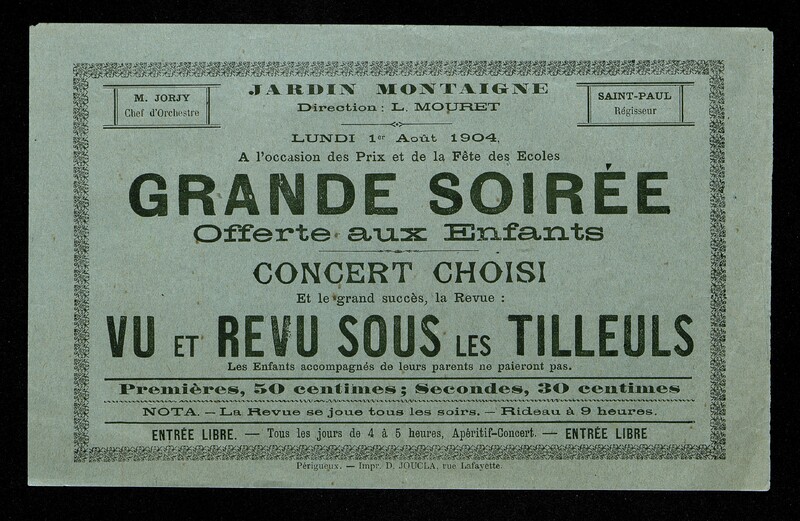 M. JORJY
Chef d'Orchestre
JARDIN MONTAIGNE
Direction : L. MOURET
SAINT-PAUL
Régisseur
LUNDI 1er Août 1904,
A l'occasion des Prix et de la Fête des Ecoles
GRANDE SOIRÉE
Offerte aux Enfants
CONCERT CHOISI
Et le grand succès, la Revue :
VU ET REVU SOUS LES TILLEULS
Les Enfants accompagnés de leurs parents ne paieront pas.
Premières, 50 centimes ; Secondes, 30 centimes
NOTA. — La Revue se joue tous les soirs. — Rideau à 9 heures.
ENTRÉE LIBRE. — Tous les jours de 4 à 5 heures, Apéritif-Concert. — ENTRÉE LIBRE
Périgueux. — Impr. D. JOUCLA, rue Lafayette.